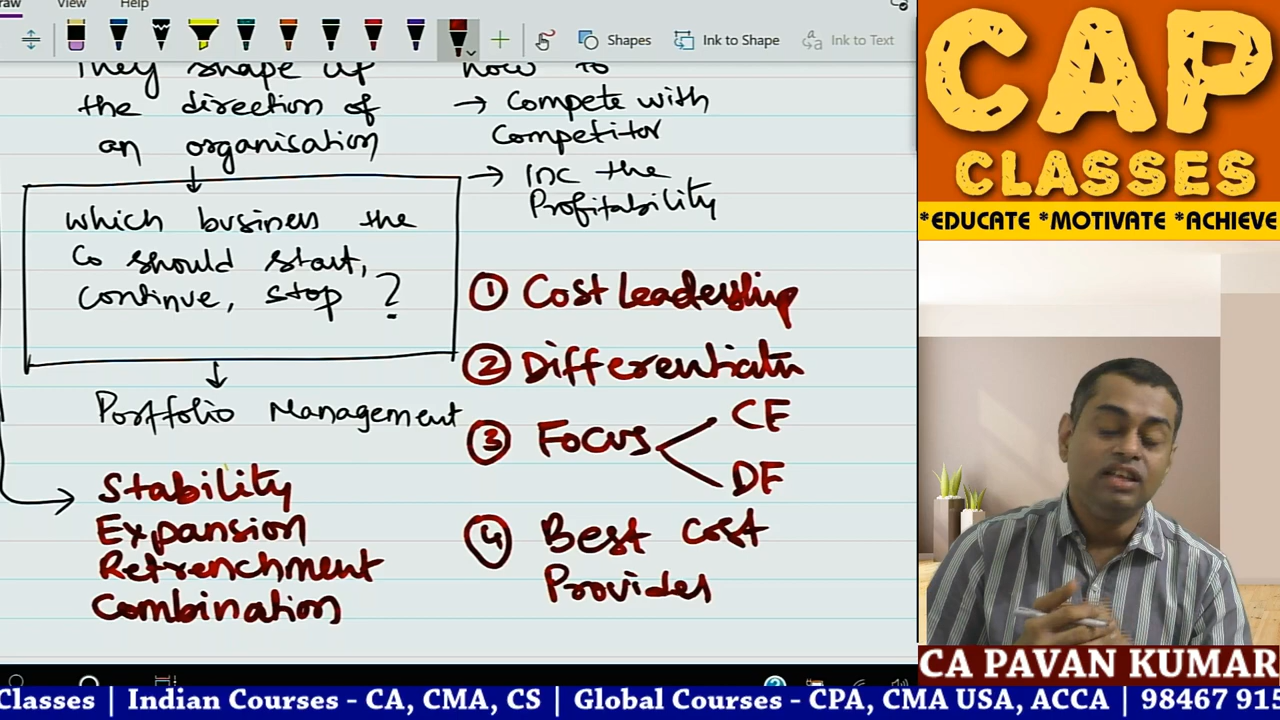 View
Help
Shapes
Ink to Shape
Ink to Text
They shape up
the direction of
an organisation
which business the
Co should start,
continue, stop ?
Portfolio Management
Stability
Expansion
Retrenchment
Combination
how to
→ Compete with
Competitor
→ Inc the
Profitability
① Cost leadership
② Differentiatn
③ Focus
CF
DF
④ Best cost
Provider
CAP
CLASSES
*EDUCATE *MOTIVATE *ACHIEVE
CA PAVAN KUMAR
Classes | Indian Courses - CA, CMA, CS | Global Courses - CPA, CMA USA, ACCA | 98467 915